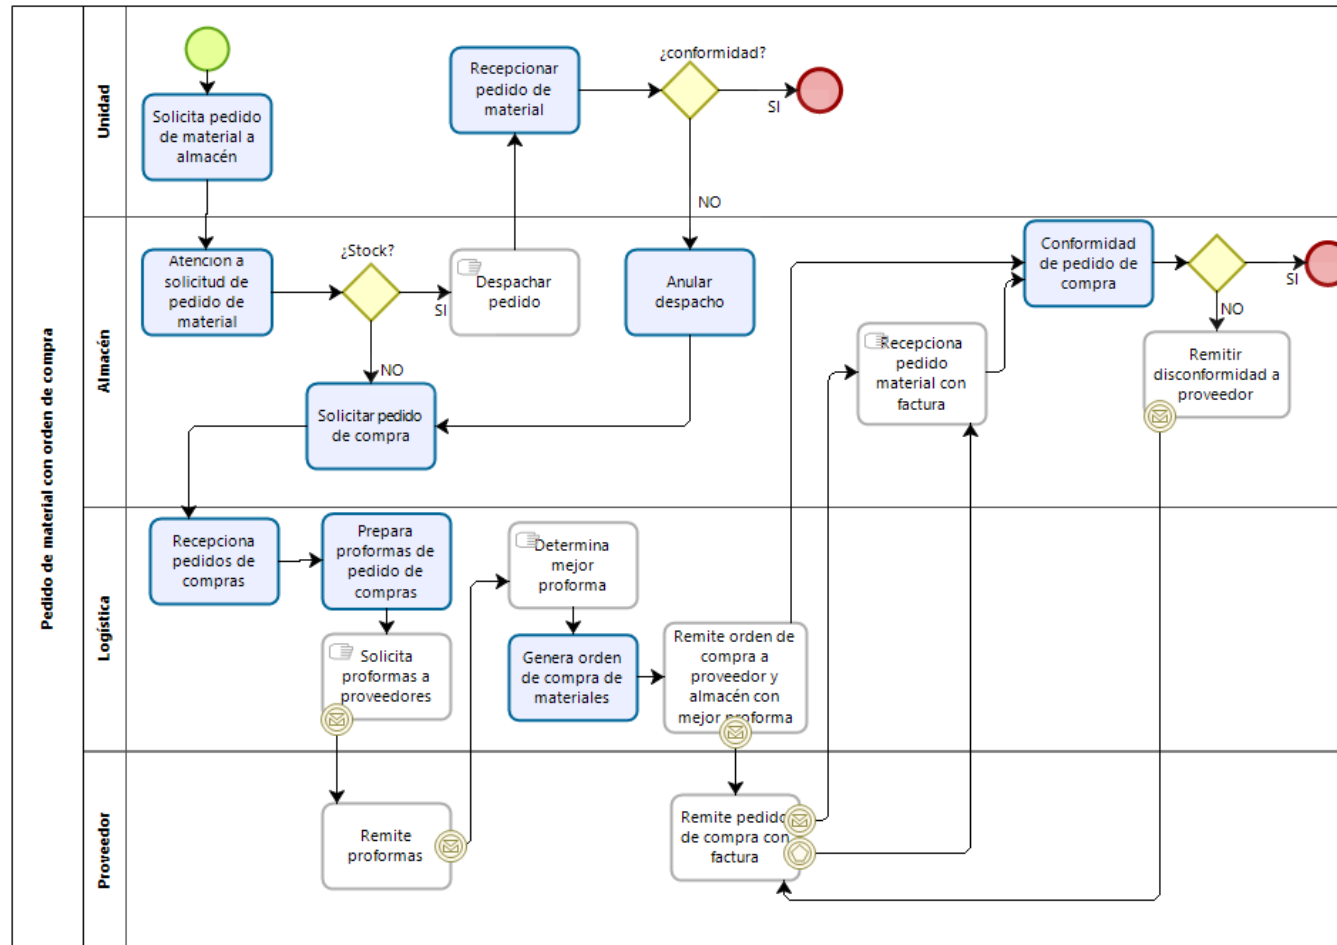 Pedido de material con orden de compra
Unidad
Solicita pedido
de material a
almacén
Recepcionar
pedido de
material
¿conformidad?
SI
NO
Almacén
Atencion a
solicitud de
pedido de
material
¿Stock?
SI
NO
Despachar
pedido
Anular
despacho
Solicitar pedido
de compra
Conformidad
de pedido de
compra
SI
NO
Recepciona
pedido
material con
factura
Remitir
disconformidad a
proveedor
Logística
Recepciona
pedidos de
compras
Prepara
proformas de
pedido de
compras
Solicita
proformas a
proveedores
Determina
mejor
proforma
Genera orden
de compra de
materiales
Remite orden de
compra a
proveedor y
almacén con
mejor proforma
Proveedor
Remite
proformas
Remite pedido
de compra con
factura